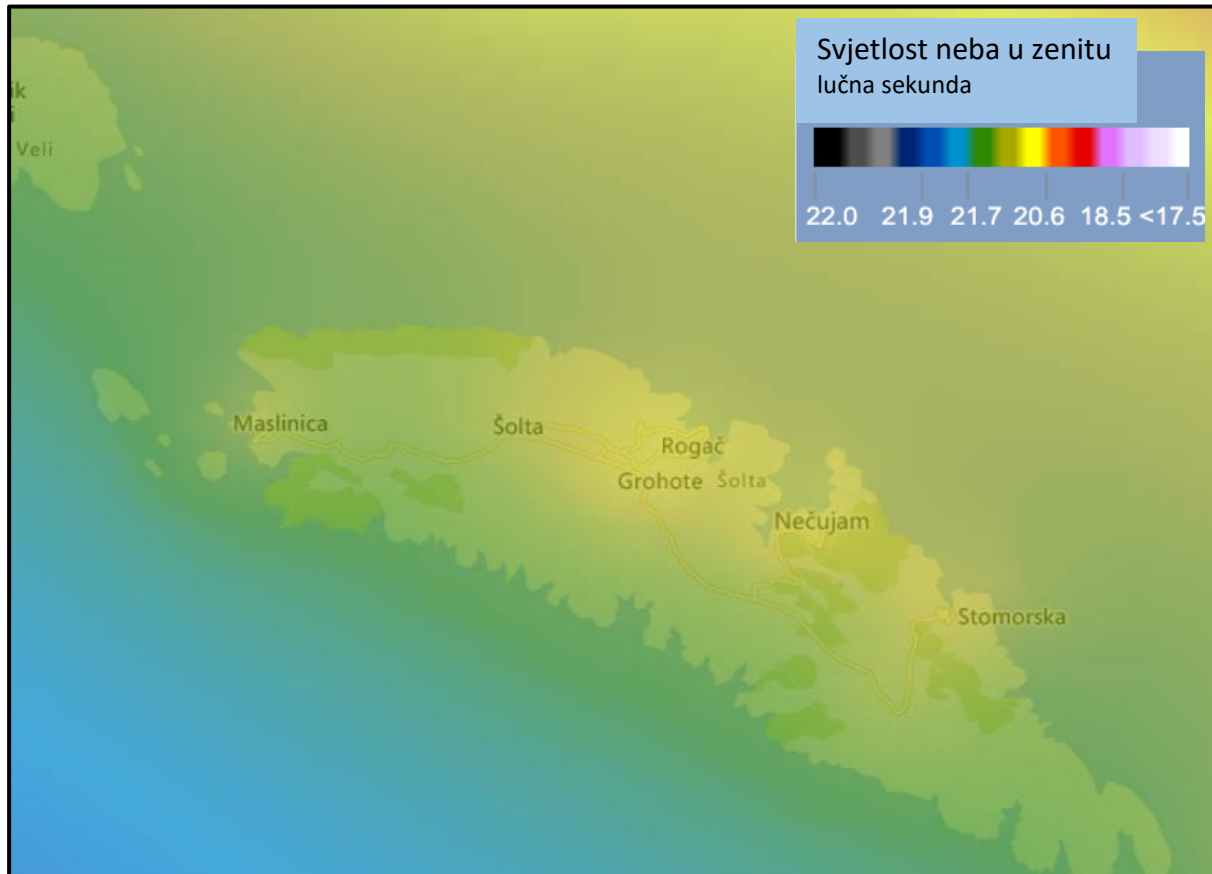 Svjetlost neba u zenitu
lučna sekunda
22.0 21.9 21.7 20.6 18.5 <17.5
ik
i
Veli
Maslinica
Šolta
Rogač
Grohote Šolta
Nečujam
Stomorska